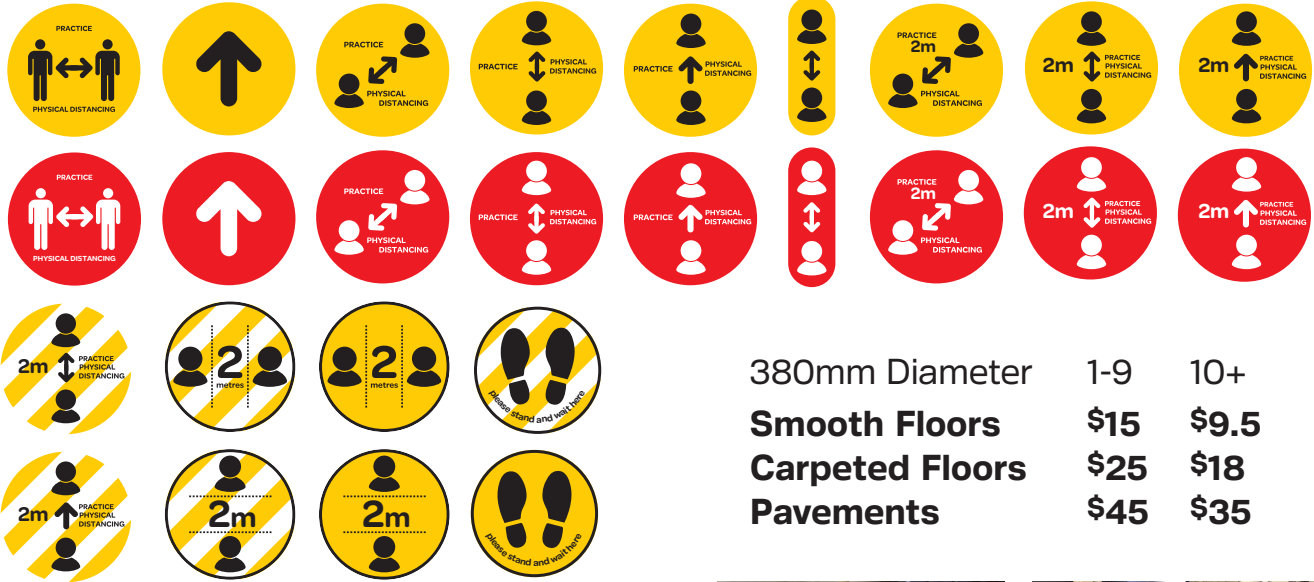 PRACTICE
PHYSICAL DISTANCING
PRACTICE
PHYSICAL
DISTANCING
PRACTICE
PHYSICAL
DISTANCING
PRACTICE
PHYSICAL
DISTANCING
PRACTICE
2m
PHYSICAL
DISTANCING
2m
PRACTICE
PHYSICAL
DISTANCING
2m
PRACTICE
PHYSICAL
DISTANCING
PRACTICE
PHYSICAL DISTANCING
PRACTICE
PHYSICAL
DISTANCING
PRACTICE
PHYSICAL
DISTANCING
PRACTICE
PHYSICAL
DISTANCING
PRACTICE
2m
PHYSICAL
DISTANCING
2m
PRACTICE
PHYSICAL
DISTANCING
2m
PRACTICE
PHYSICAL
DISTANCING
2m
PRACTICE
PHYSICAL
DISTANCING
2
metres
2
metres
please stand and wait here
2m
PRACTICE
PHYSICAL
DISTANCING
2m
2m
please stand and wait here
380mm Diameter 1-9 10+
Smooth Floors $15 $9.5
Carpeted Floors $25 $18
Pavements $45 $35